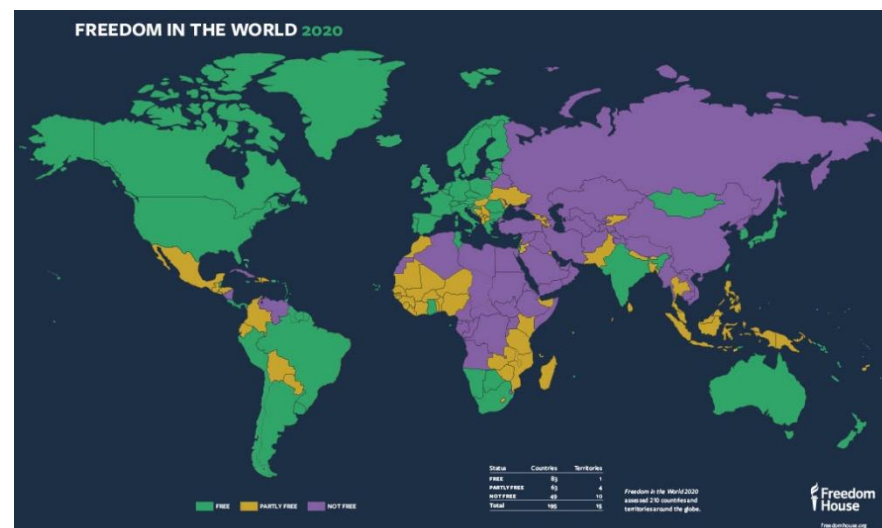 FREEDOM IN THE WORLD 2020
Status Countries Territories
FREE 83 1
PARTLY FREE 63 4
NOT FREE 49 10
Total 195 15
Freedom in the World 2020
assessed 210 countries and
territories around the globe.
FREE PARTLY FREE NOT FREE
Freedom
House
freedomhouse.org